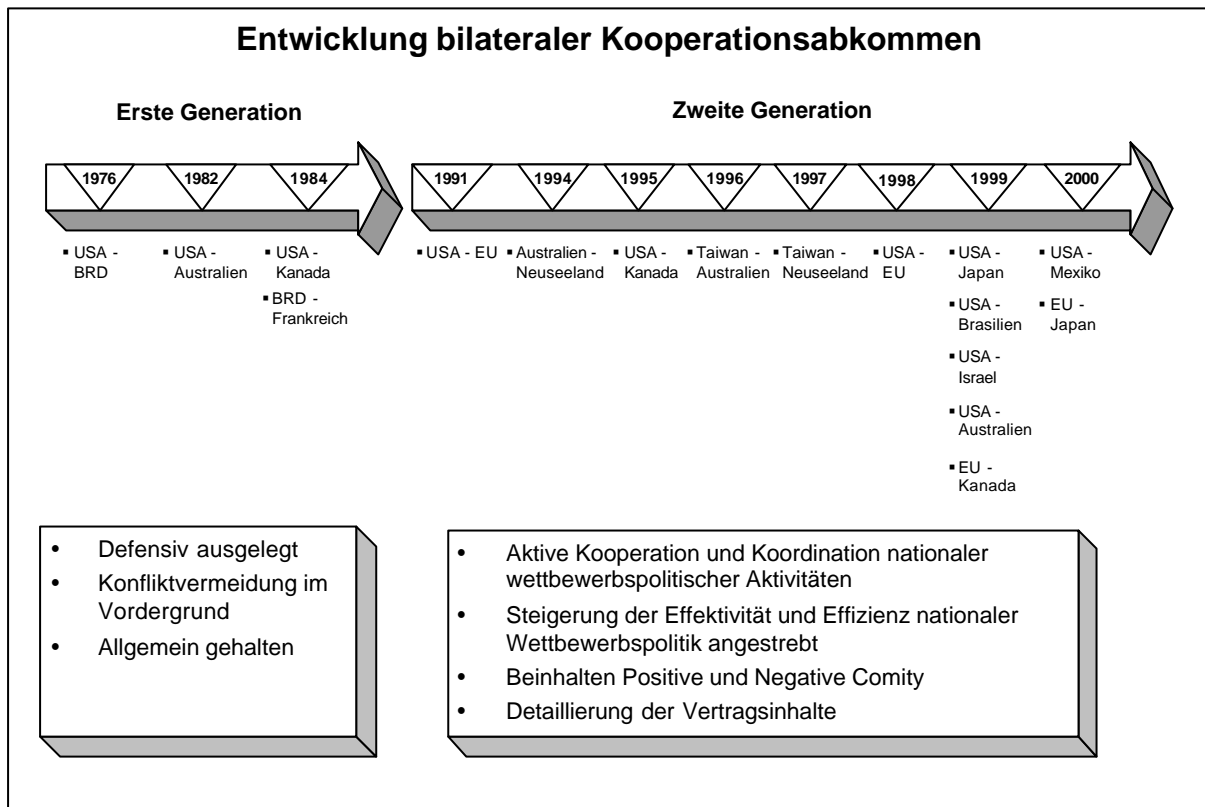 Entwicklung bilateraler Kooperationsabkommen
Erste Generation
1976
1982
1984
▪ USA -
BRD
▪ USA -
Australien
▪ USA -
Kanada
▪ BRD -
Frankreich
Zweite Generation
1991
1994
1995
1996
1997
1998
1999
2000
▪ USA - EU
▪ Australien -
Neuseeland
▪ USA -
Kanada
▪ Taiwan -
Australien
▪ Taiwan -
Neuseeland
▪ USA -
EU
▪ USA -
Japan
▪ USA -
Brasilien
▪ USA -
Israel
▪ USA -
Australien
▪ EU -
Kanada
▪ USA -
Mexiko
▪ EU -
Japan
• Defensiv ausgelegt
• Konfliktvermeidung im
Vordergrund
• Allgemein gehalten
• Aktive Kooperation und Koordination nationaler
wettbewerbspolitischer Aktivitäten
• Steigerung der Effektivität und Effizienz nationaler
Wettbewerbspolitik angestrebt
• Beinhalten Positive und Negative Comity
• Detaillierung der Vertragsinhalte